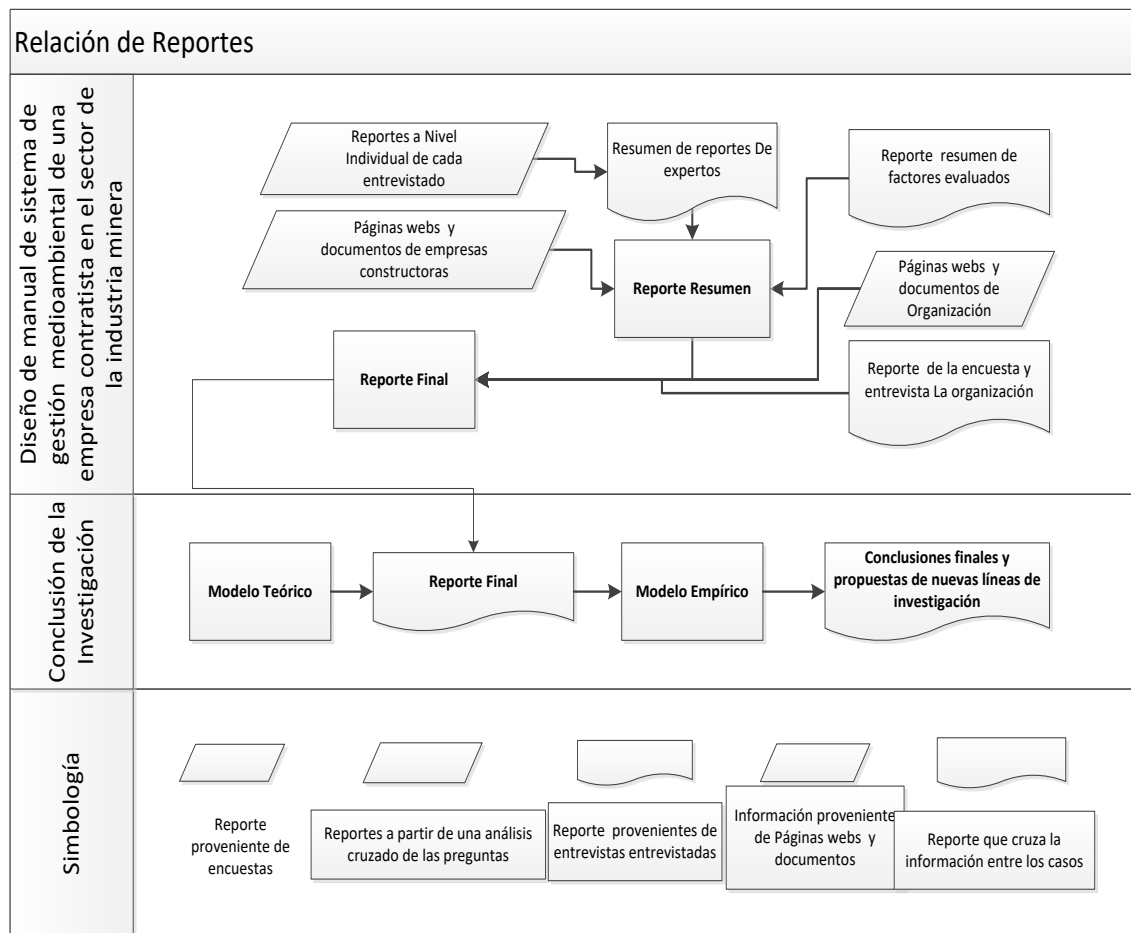 Relación de Reportes
Diseño de manual de sistema de
gestión medioambiental de una
empresa contratista en el sector de
la industria minera
Reportes a Nivel
Individual de cada
entrevistado
Resumen de reportes De
expertos
Reporte resumen de
factores evaluados
Páginas webs y
documentos de empresas
constructoras
Reporte Resumen
Páginas webs y
documentos de
Organización
Reporte Final
Reporte de la encuesta y
entrevista La organización
Conclusión de la
Investigación
Modelo Teórico
Reporte Final
Modelo Empírico
Conclusiones finales y
propuestas de nuevas líneas de
investigación
Simbología
Reporte
proveniente de
encuestas
Reportes a partir de una análisis
cruzado de las preguntas
Reporte provenientes de
entrevistas entrevistadas
Información proveniente
de Páginas webs y
documentos
Reporte que cruza la
información entre los casos